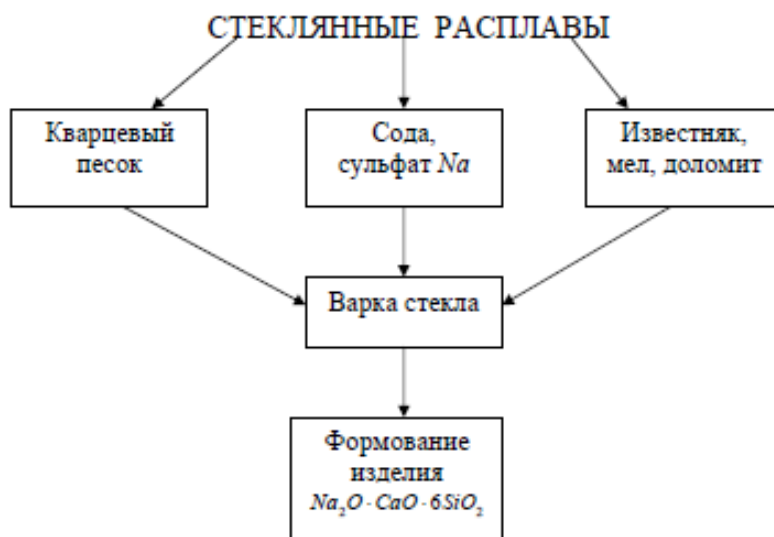 СТЕКЛЯННЫЕ РАСПЛАВЫ
Кварцевый
песок
Сода,
сульфат Na
Известняк,
мел, доломит
Варка стекла
Формование
изделия
Na₂O · CaO · 6SiO₂